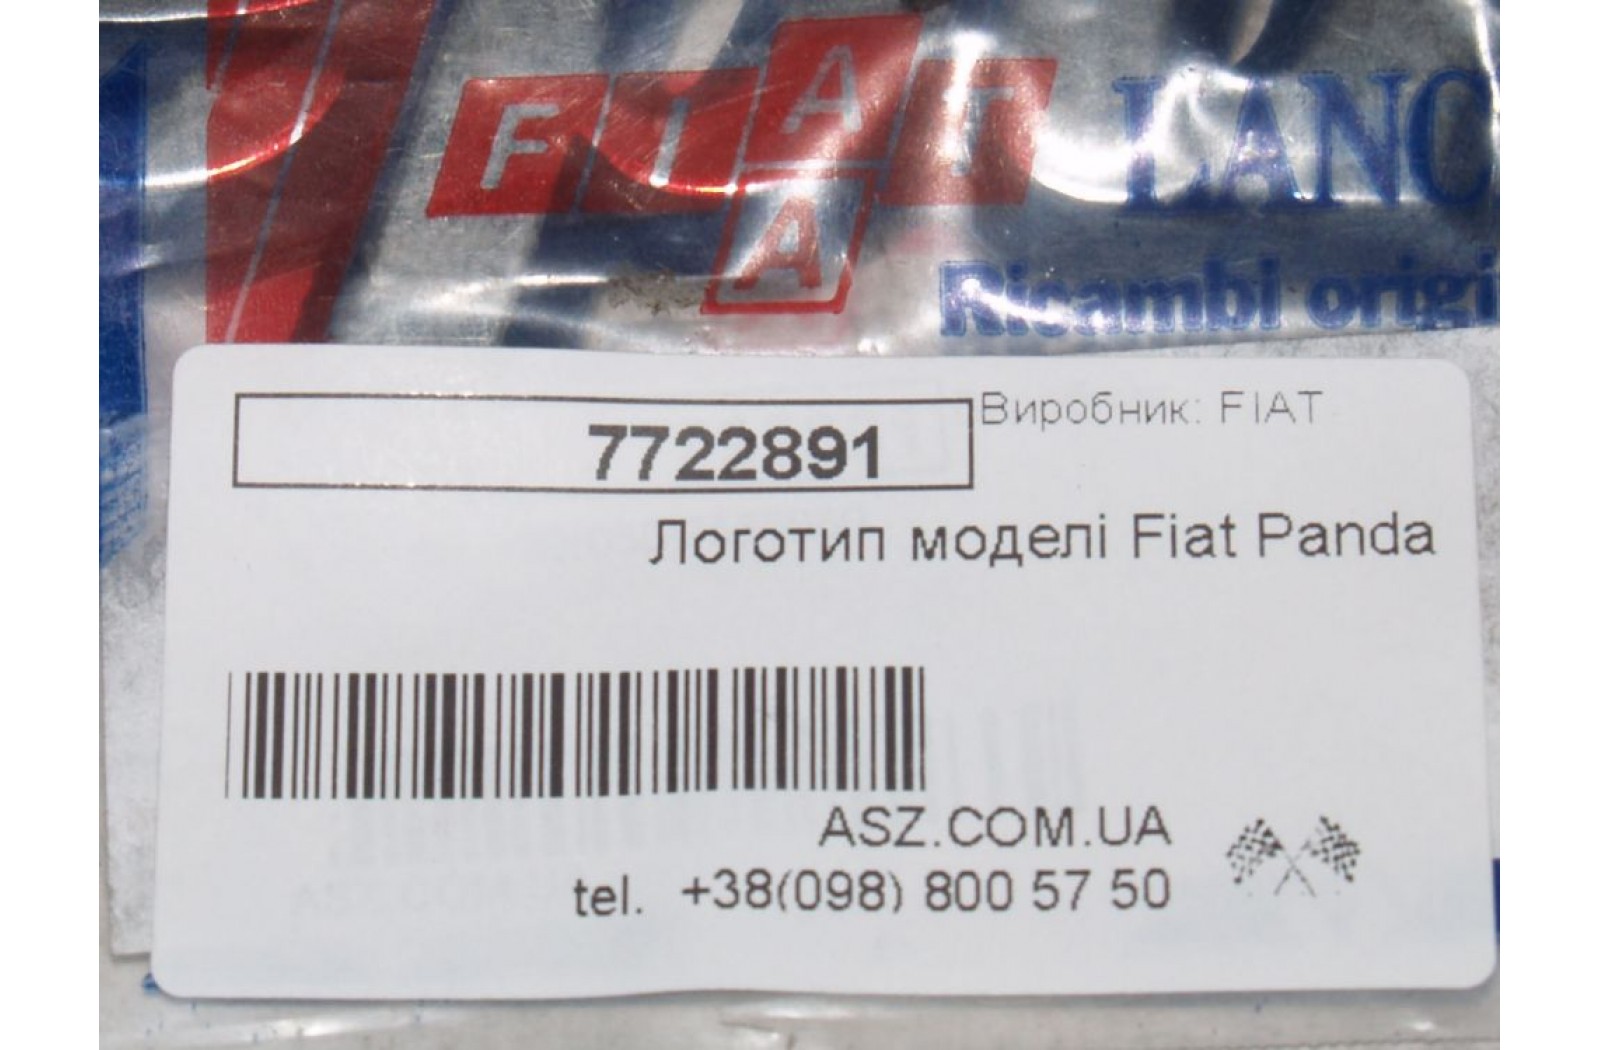 FIAT LANC
A
Ricambi origi
Виробник: FIAT
7722891
Логотип моделі Fiat Panda
ASZ.COM.UA
tel. +38(098) 800 57 50